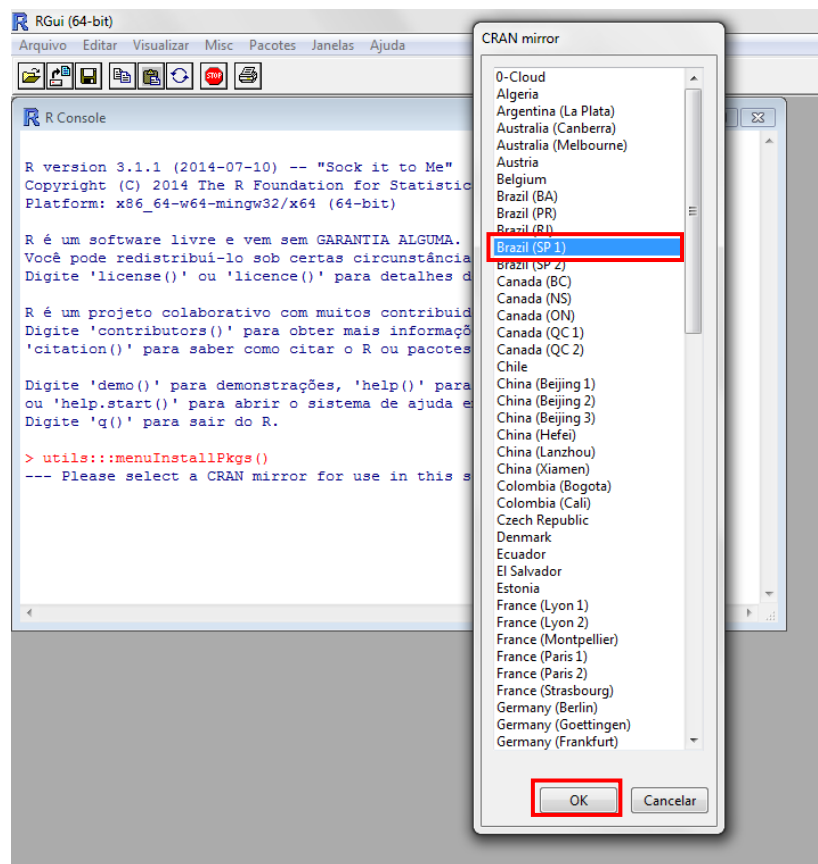 RGui (64-bit)
Arquivo Editar Visualizar Misc Pacotes Janelas Ajuda
STOP
R Console
R version 3.1.1 (2014-07-10) -- "Sock it to Me"
Copyright (C) 2014 The R Foundation for Statistic
Platform: x86_64-w64-mingw32/x64 (64-bit)
R é um software livre e vem sem GARANTIA ALGUMA.
Você pode redistribuí-lo sob certas circunstância
Digite 'license()' ou 'licence()' para detalhes d
R é um projeto colaborativo com muitos contribuid
Digite 'contributors()' para obter mais informaçõ
'citation()' para saber como citar o R ou pacotes
Digite 'demo()' para demonstrações, 'help()' para
ou 'help.start()' para abrir o sistema de ajuda e
Digite 'q()' para sair do R.
> utils:::menuInstallPkgs()
--- Please select a CRAN mirror for use in this s
CRAN mirror
0-Cloud
Algeria
Argentina (La Plata)
Australia (Canberra)
Australia (Melbourne)
Austria
Belgium
Brazil (BA)
Brazil (PR)
Brazil (RJ)
Brazil (SP 1)
Brazil (SP 2)
Canada (BC)
Canada (NS)
Canada (ON)
Canada (QC 1)
Canada (QC 2)
Chile
China (Beijing 1)
China (Beijing 2)
China (Beijing 3)
China (Hefei)
China (Lanzhou)
China (Xiamen)
Colombia (Bogota)
Colombia (Cali)
Czech Republic
Denmark
Ecuador
El Salvador
Estonia
France (Lyon 1)
France (Lyon 2)
France (Montpellier)
France (Paris 1)
France (Paris 2)
France (Strasbourg)
Germany (Berlin)
Germany (Goettingen)
Germany (Frankfurt)
OK
Cancelar